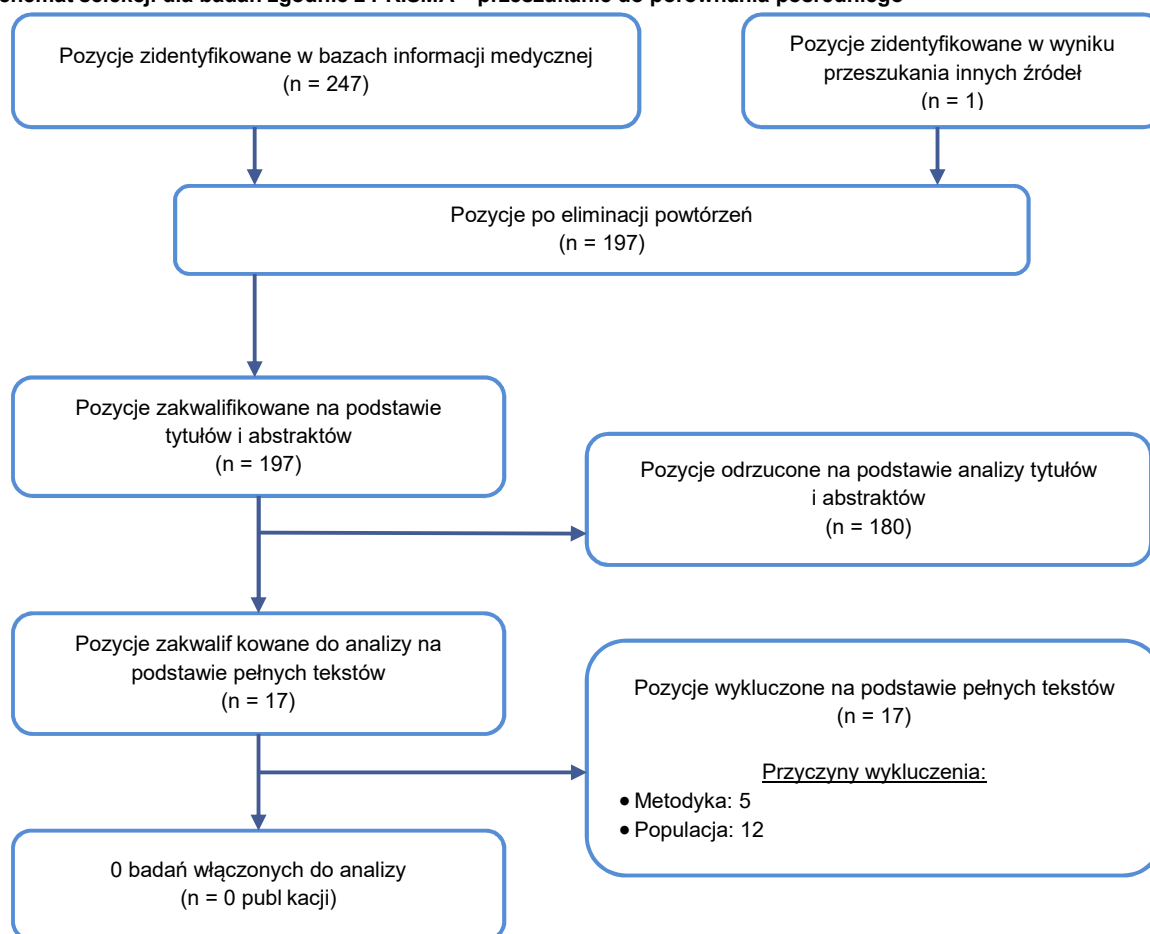 Pozycje zidentyfikowane w bazach informacji medycznej
(n = 247)
Pozycje zidentyfikowane w wyniku
przeszukania innych źródeł
(n = 1)
Pozycje po eliminacji powtórzeń
(n = 197)
Pozycje zakwalifikowane na podstawie
tytułów i abstraktów
(n = 197)
Pozycje odrzucone na podstawie analizy tytułów
i abstraktów
(n = 180)
Pozycje zakwalif kowane do analizy na
podstawie pełnych tekstów
(n = 17)
Pozycje wykluczone na podstawie pełnych tekstów
(n = 17)
Przyczyny wykluczenia:
• Metodyka: 5
• Populacja: 12
0 badań włączonych do analizy
(n = 0 publ kacji)